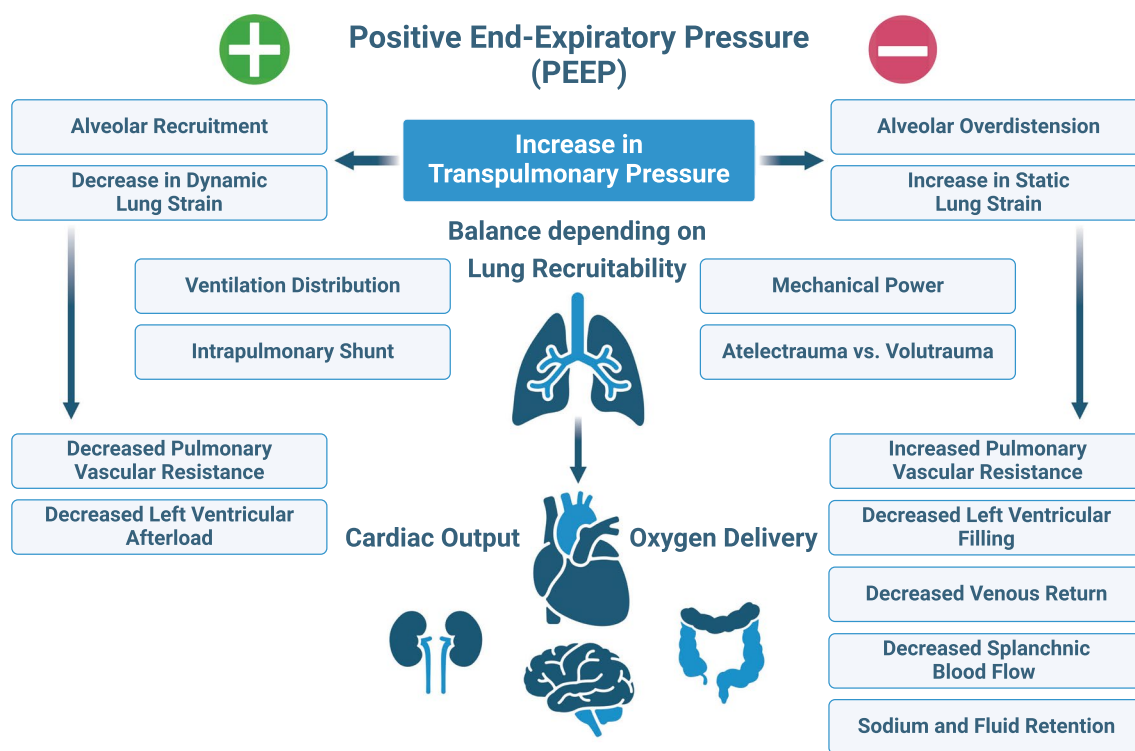 Positive End-Expiratory Pressure
(PEEP)
Alveolar Recruitment
Decrease in Dynamic
Lung Strain
Increase in
Transpulmonary Pressure
Alveolar Overdistension
Increase in Static
Lung Strain
Balance depending on
Lung Recruitability
Ventilation Distribution
Intrapulmonary Shunt
Mechanical Power
Atelectrauma vs. Volutrauma
Decreased Pulmonary
Vascular Resistance
Decreased Left Ventricular
Afterload
Cardiac Output
Oxygen Delivery
Increased Pulmonary
Vascular Resistance
Decreased Left Ventricular
Filling
Decreased Venous Return
Decreased Splanchnic
Blood Flow
Sodium and Fluid Retention